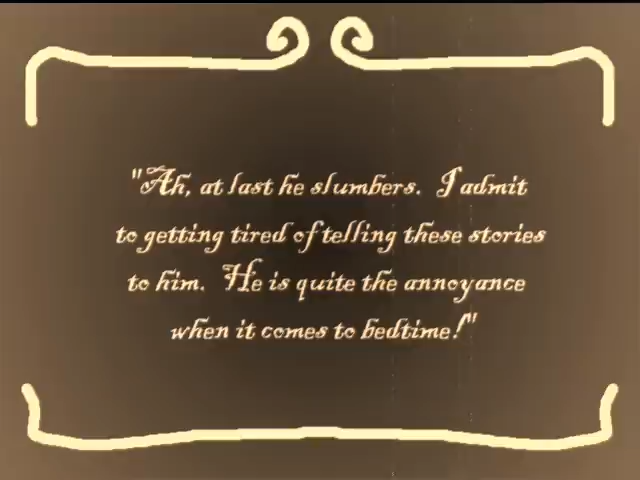 "Ah, at last he slumbers. I admit
to getting tired of telling these stories
to him. He is quite the annoyance
when it comes to bedtime!"